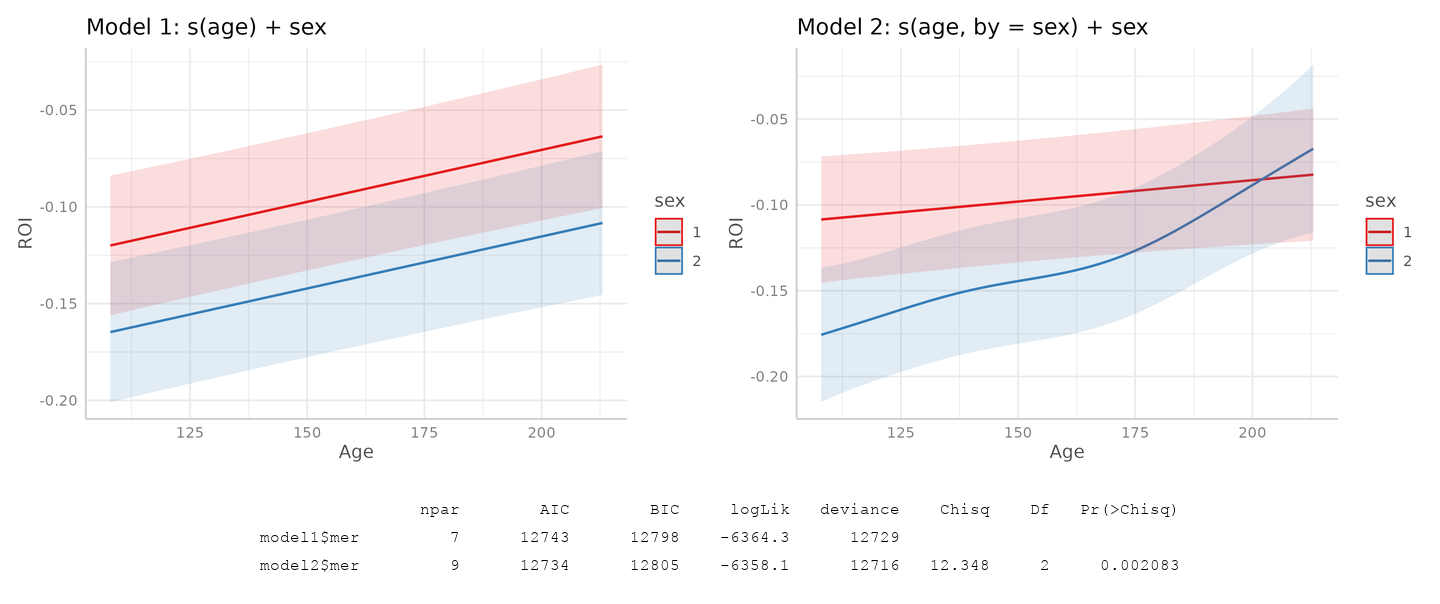 Model 1: s(age) + sex
-0.05
-0.10
-0.15
-0.20
ROI
125 150 175 200
Age
sex
1
2
Model 2: s(age, by = sex) + sex
-0.05
-0.10
-0.15
-0.20
ROI
125 150 175 200
Age
sex
1
2
npar AIC BIC logLik deviance Chisq Df Pr(>Chisq)
model1$mer 7 12743 12798 -6364.3 12729
model2$mer 9 12734 12805 -6358.1 12716 12.348 2 0.002083